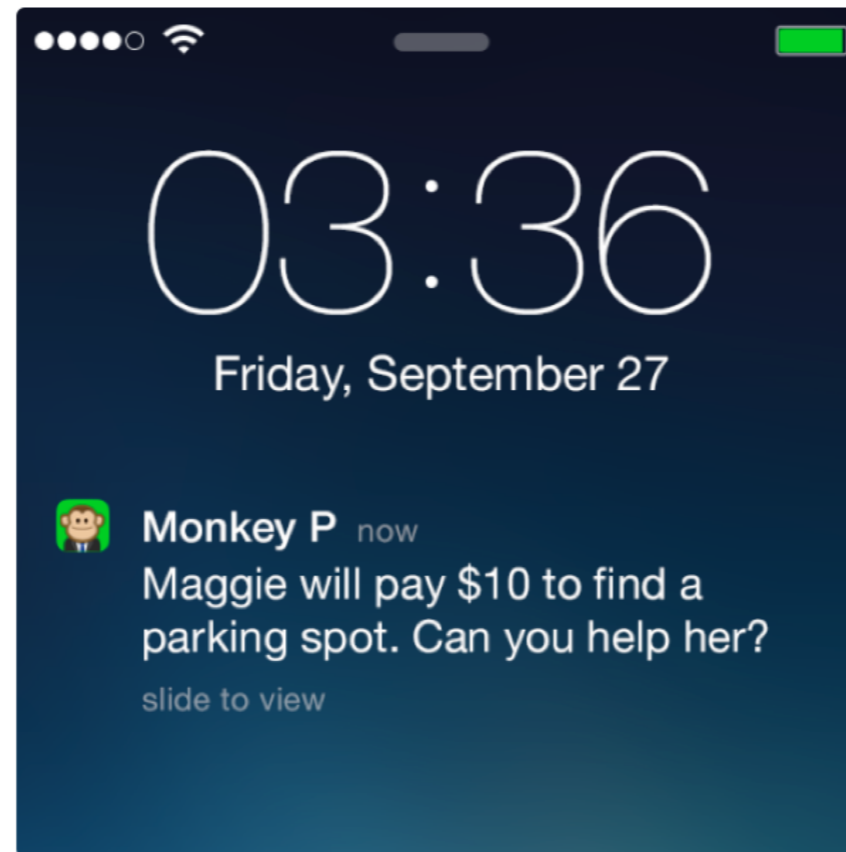 03:36
Friday, September 27
Monkey P now
Maggie will pay $10 to find a
parking spot. Can you help her?
slide to view